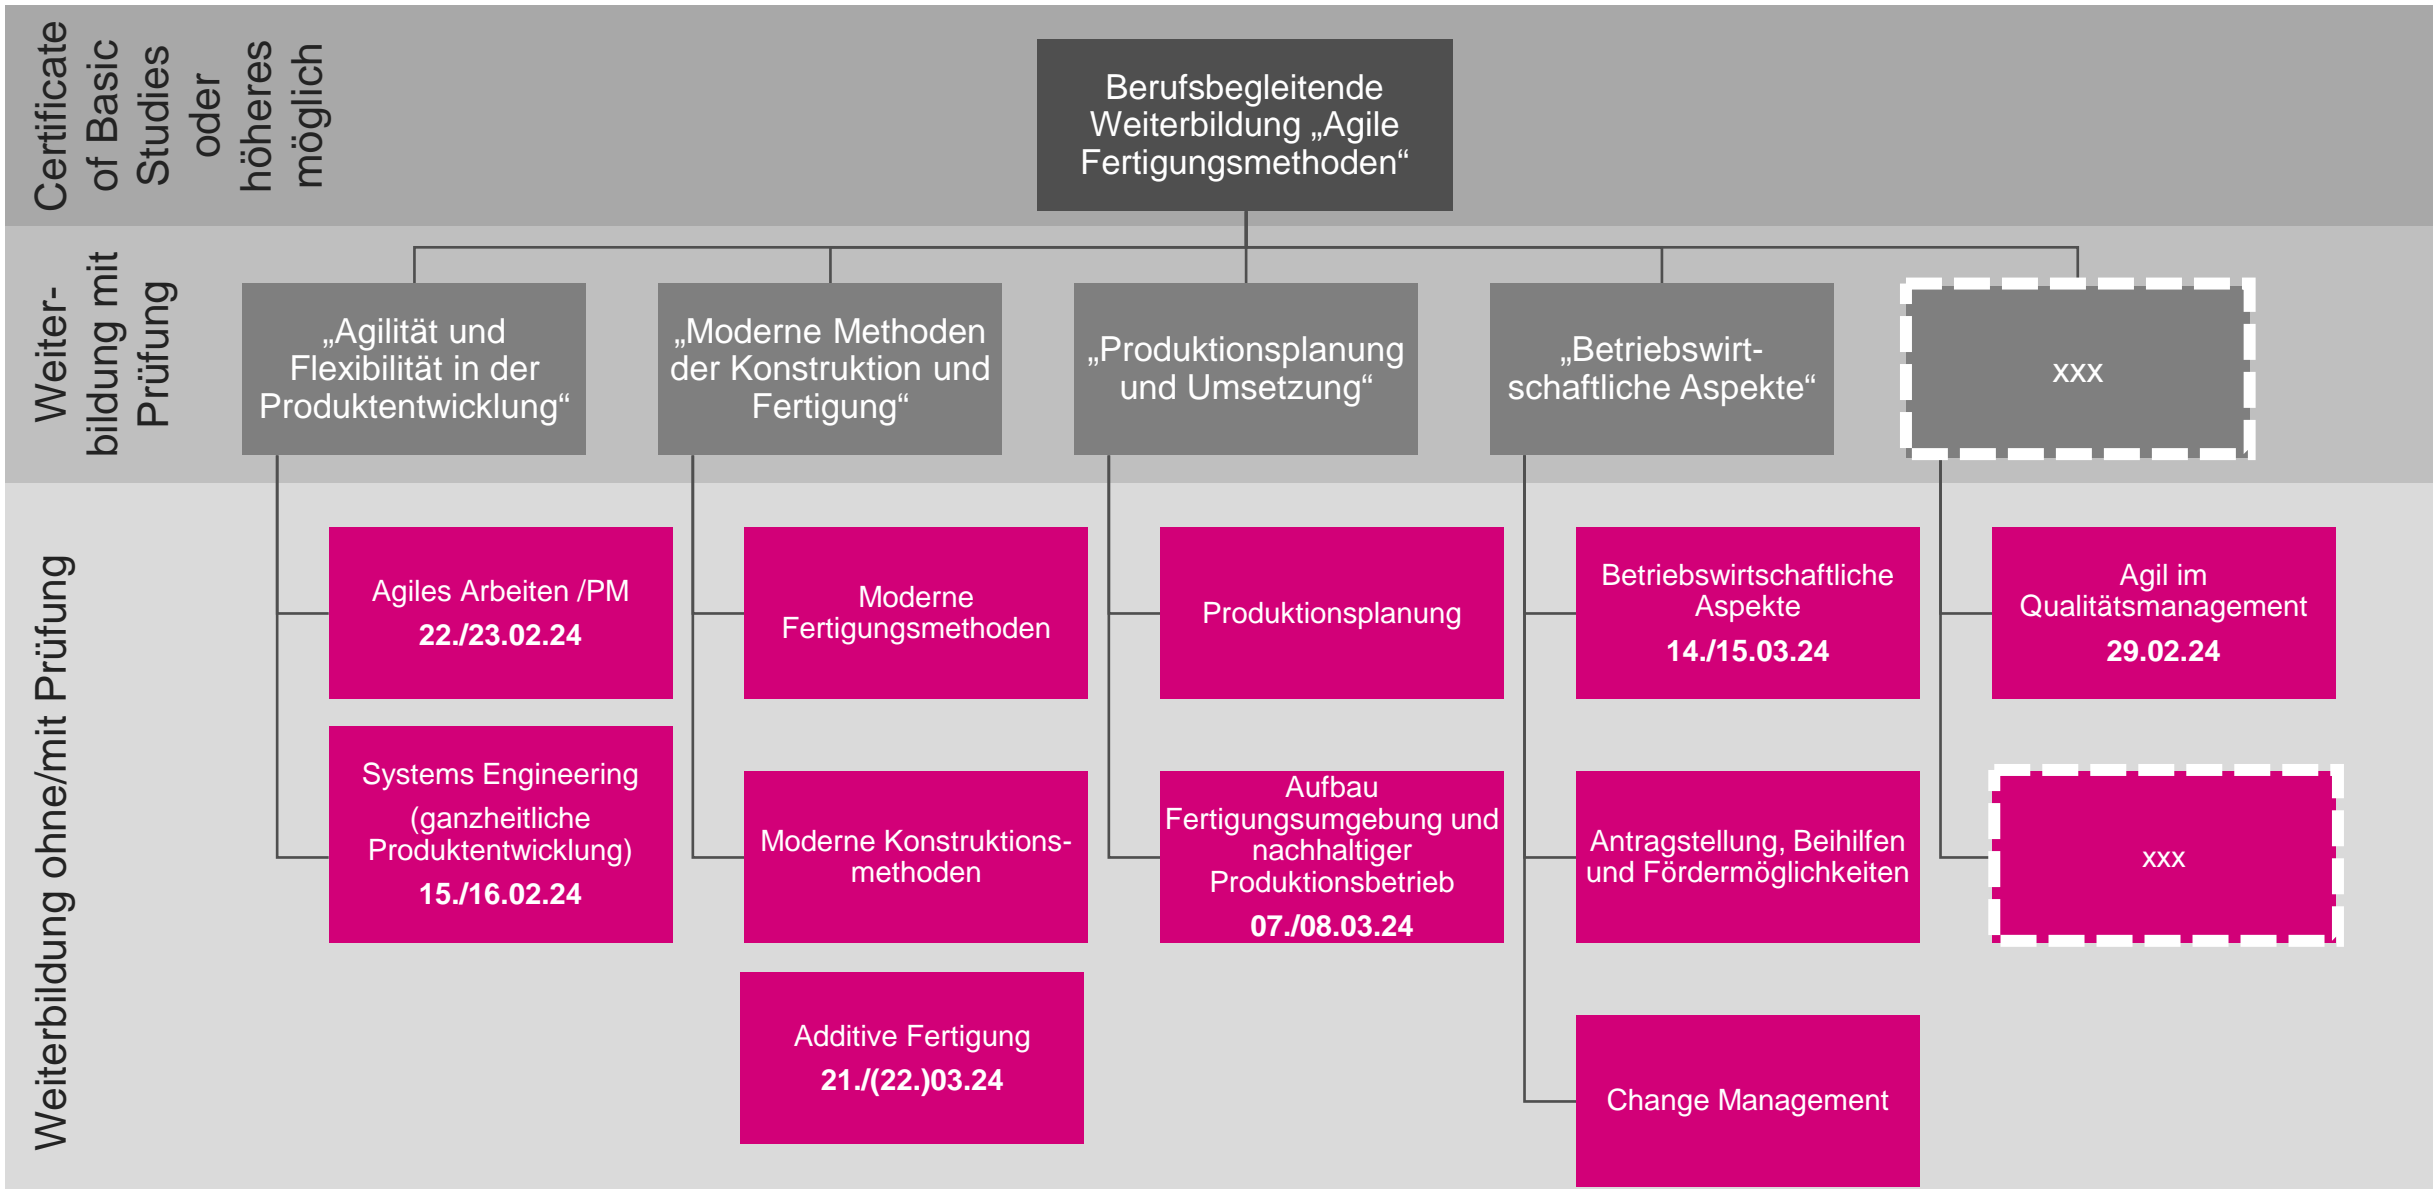 Certificate
of Basic
Studies
oder
höheres
möglich
Berufsbegleitende
Weiterbildung „Agile
Fertigungsmethoden“
Weiter-
bildung mit
Prüfung
„Agilität und
Flexibilität in der
Produktentwicklung“
„Moderne Methoden
der Konstruktion und
Fertigung“
„Produktionsplanung
und Umsetzung“
„Betriebswirt-
schaftliche Aspekte“
xxx
Weiterbildung ohne/mit Prüfung
Agiles Arbeiten /PM
22./23.02.24
Moderne
Fertigungsmethoden
Produktionsplanung
Betriebswirtschaftliche
Aspekte
14./15.03.24
Agil im
Qualitätsmanagement
29.02.24
Systems Engineering
(ganzheitliche
Produktentwicklung)
15./16.02.24
Moderne Konstruktions-
methoden
Aufbau
Fertigungsumgebung und
nachhaltiger
Produktionsbetrieb
07./08.03.24
Antragstellung, Beihilfen
und Fördermöglichkeiten
xxx
Additive Fertigung
21./(22.)03.24
Change Management